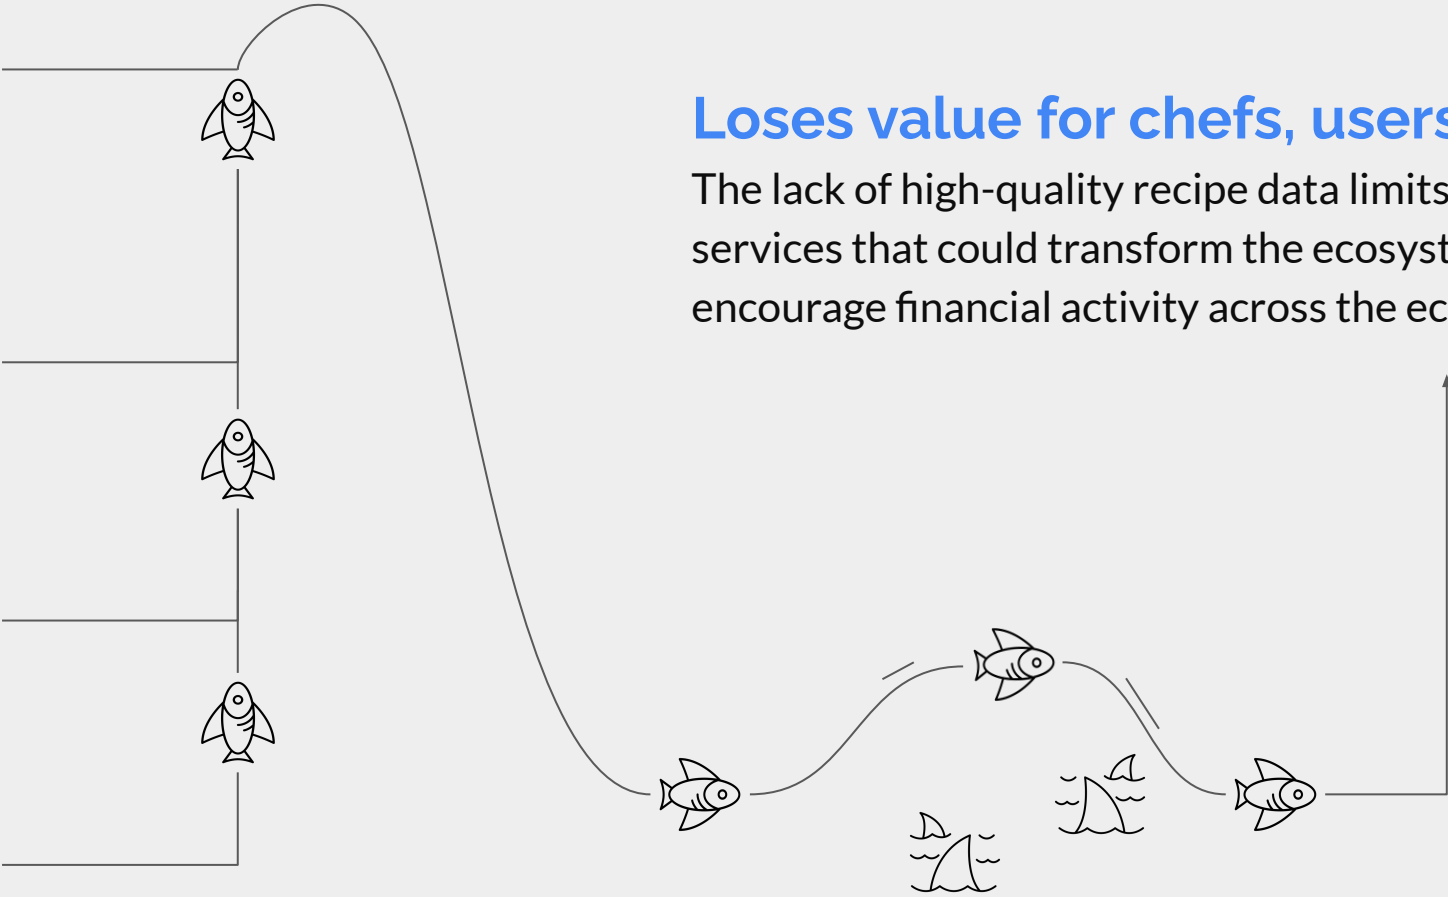 Loses value for chefs, users
The lack of high-quality recipe data limits
services that could transform the ecosyst
encourage financial activity across the ec